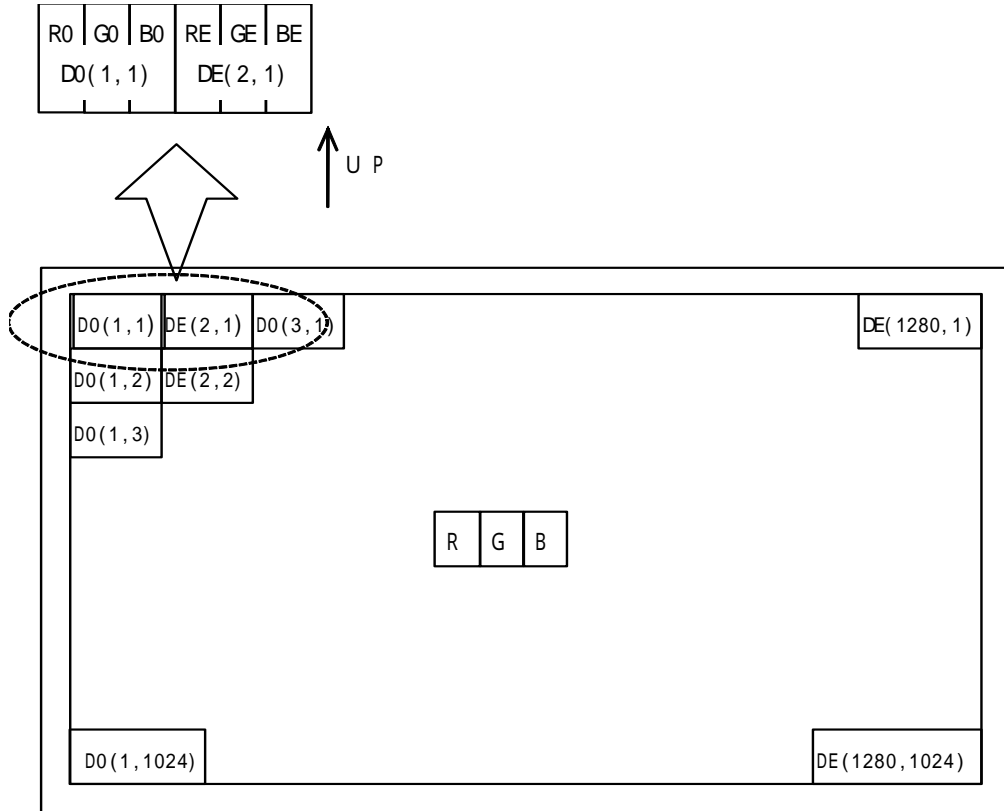 R0 G0 B0 RE GE BE
D0(1,1) DE(2,1)
UP
D0(1,1) DE(2,1) D0(3,1) DE(1280,1)
D0(1,2) DE(2,2)
D0(1,3)
R G B
D0(1,1024) DE(1280,1024)